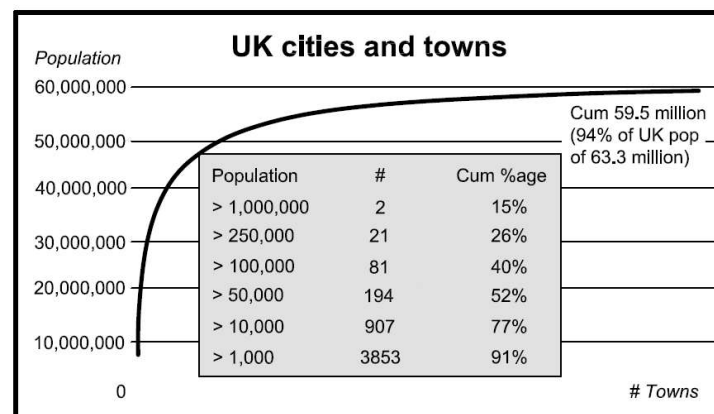 UK cities and towns
Population
60,000,000
50,000,000
40,000,000
30,000,000
20,000,000
10,000,000
0
Cum 59.5 million
(94% of UK pop
of 63.3 million)
Population # Cum %age
> 1,000,000 2 15%
> 250,000 21 26%
> 100,000 81 40%
> 50,000 194 52%
> 10,000 907 77%
> 1,000 3853 91%
# Towns